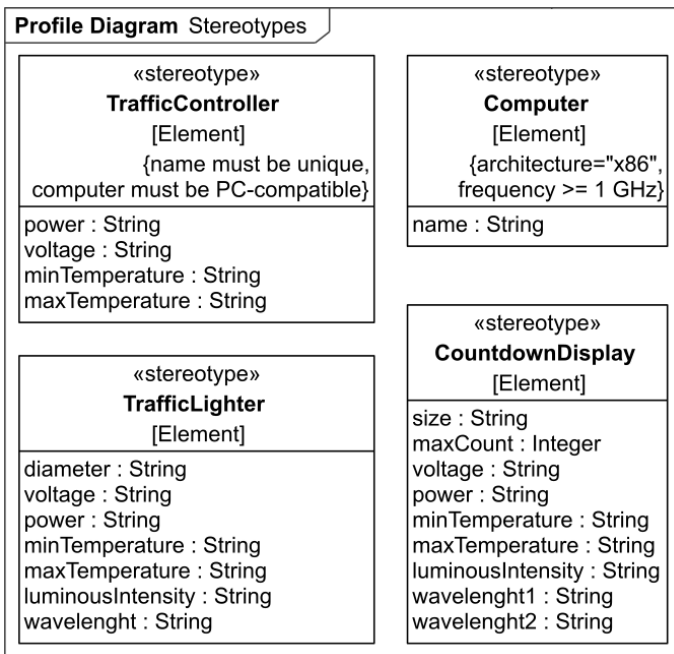 Profile Diagram Stereotypes
«stereotype»
TrafficController
[Element]
{name must be unique,
computer must be PC-compatible}
power : String
voltage : String
minTemperature : String
maxTemperature : String
«stereotype»
Computer
[Element]
{architecture="x86",
frequency >= 1 GHz}
name : String
«stereotype»
TrafficLighter
[Element]
diameter : String
voltage : String
power : String
minTemperature : String
maxTemperature : String
luminousIntensity : String
wavelenght : String
«stereotype»
CountdownDisplay
[Element]
size : String
maxCount : Integer
voltage : String
power : String
minTemperature : String
maxTemperature : String
luminousIntensity : String
wavelenght1 : String
wavelenght2 : String